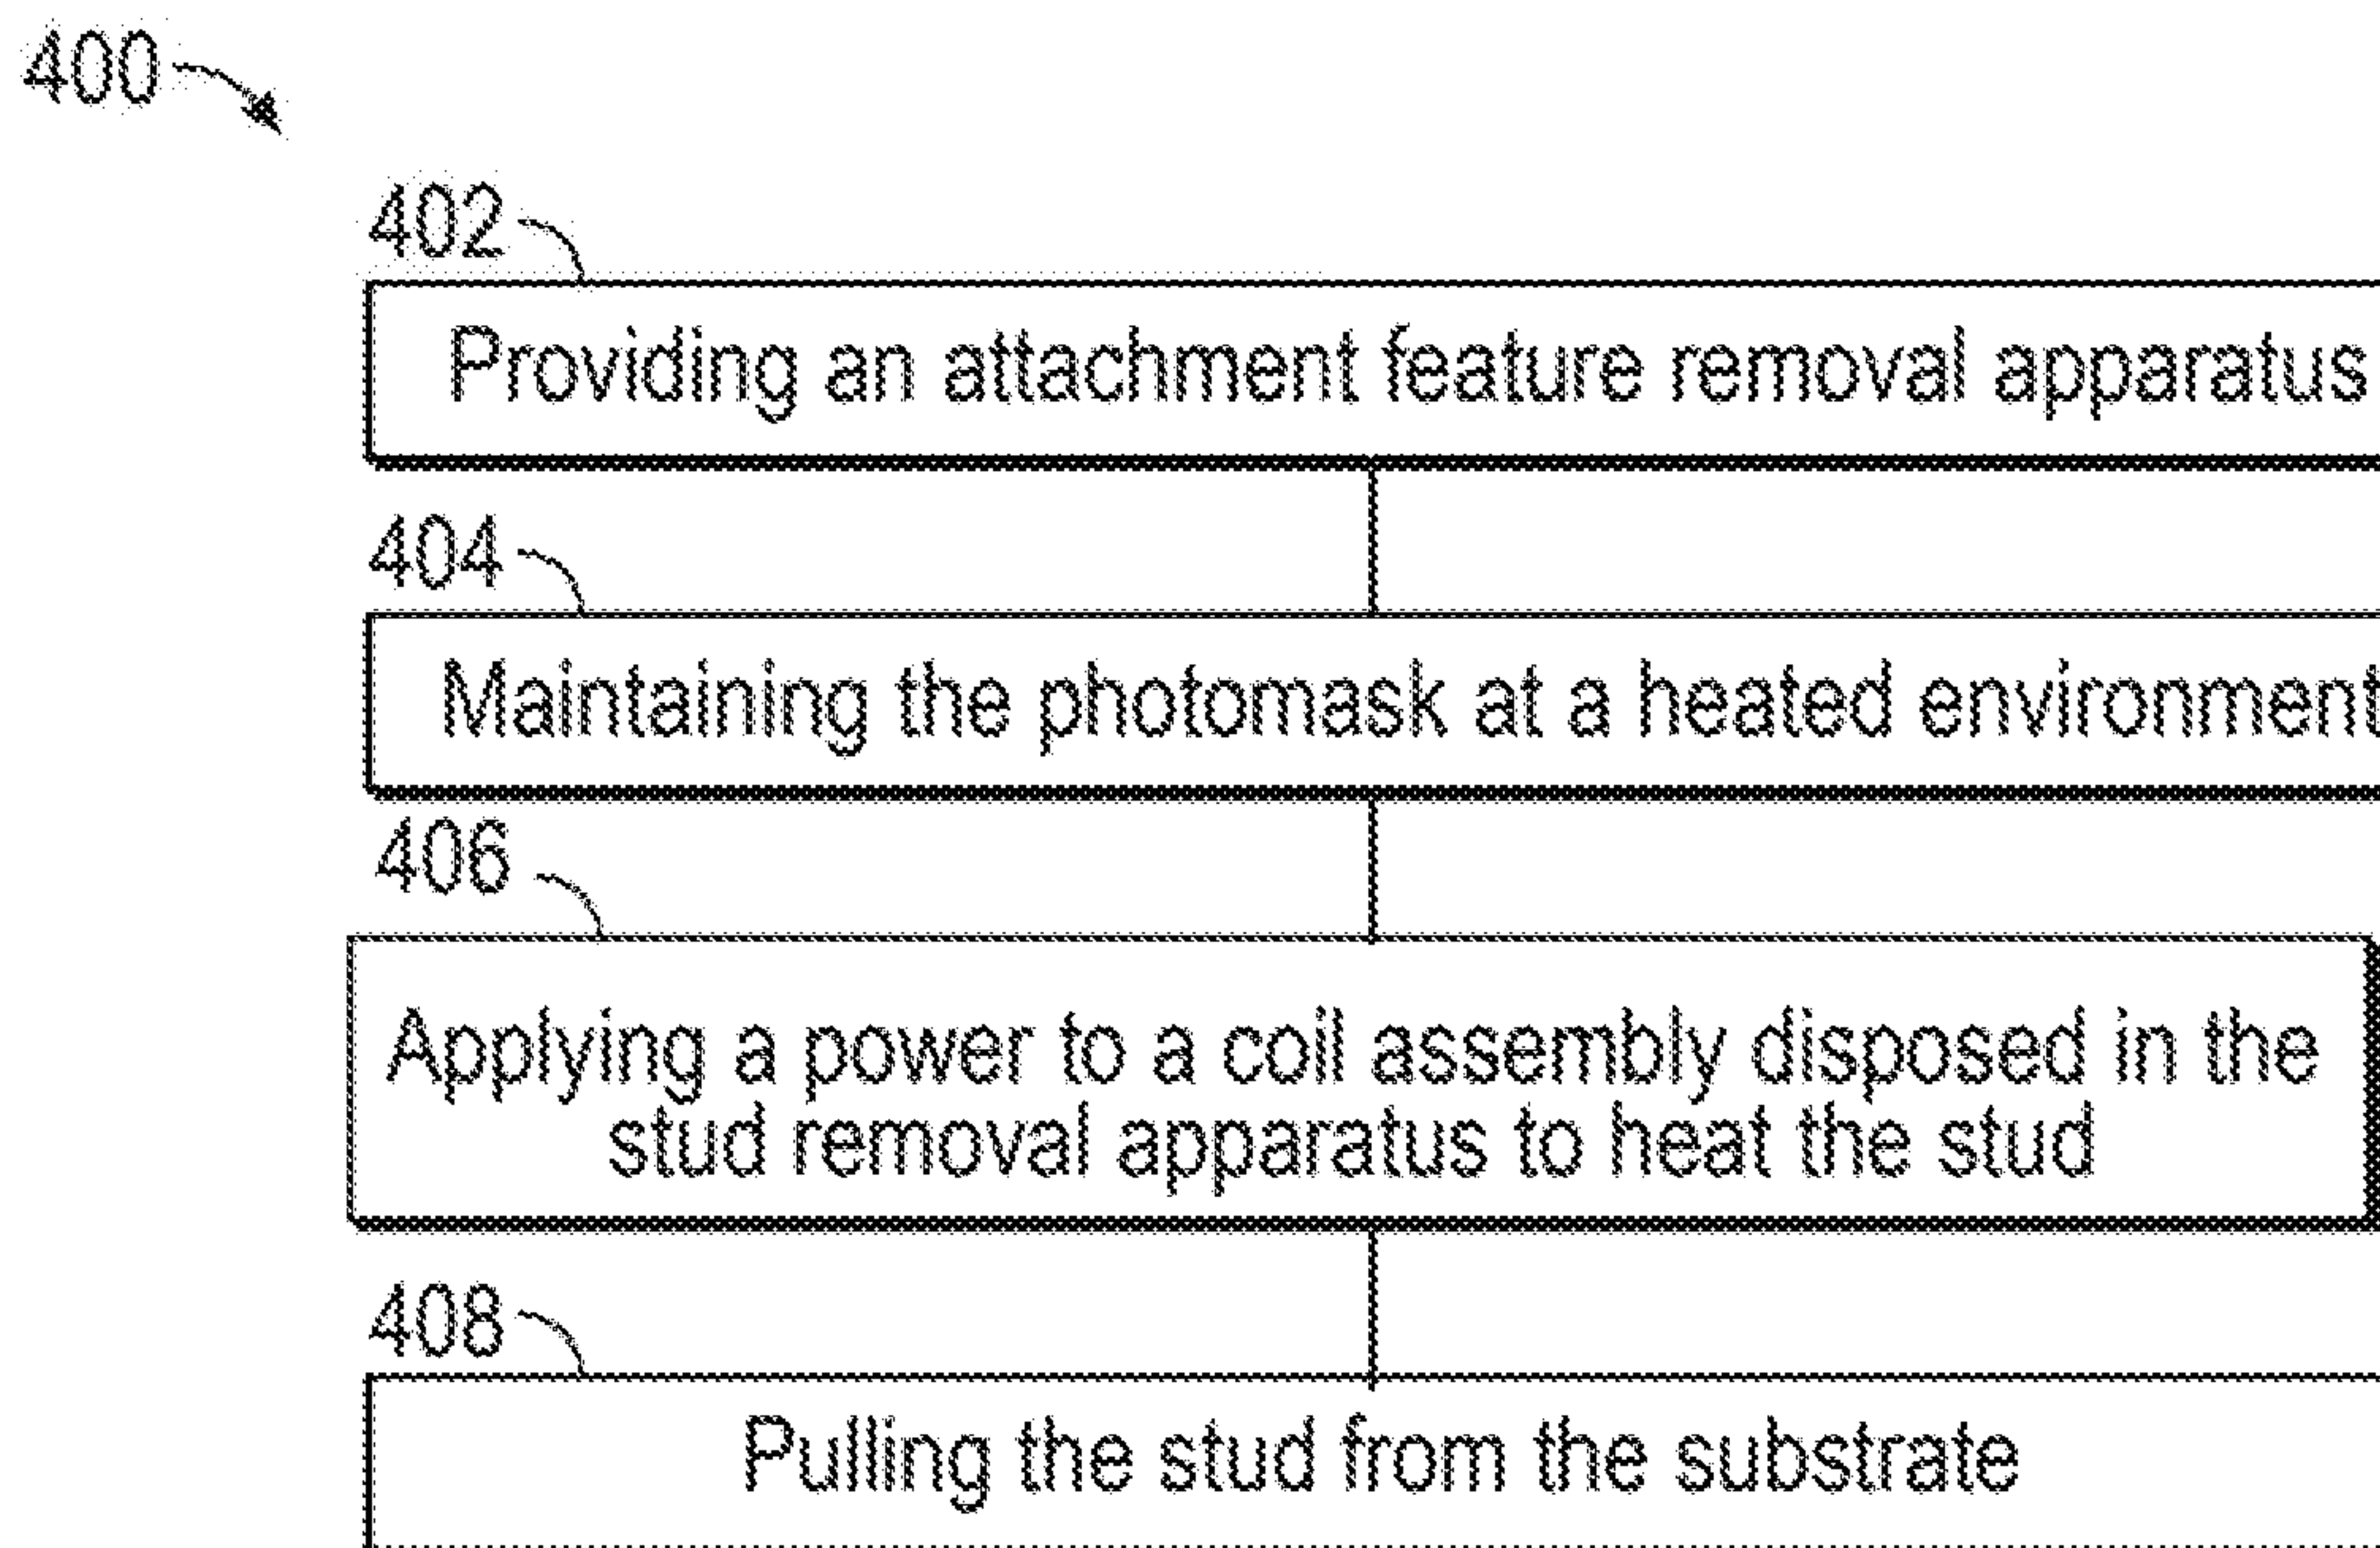 400
402
Providing an attachment feature removal apparatus
404
Maintaining the photomask at a heated environment
406
Applying a power to a coil assembly disposed in the
stud removal apparatus to heat the stud
408
Pulling the stud from the substrate